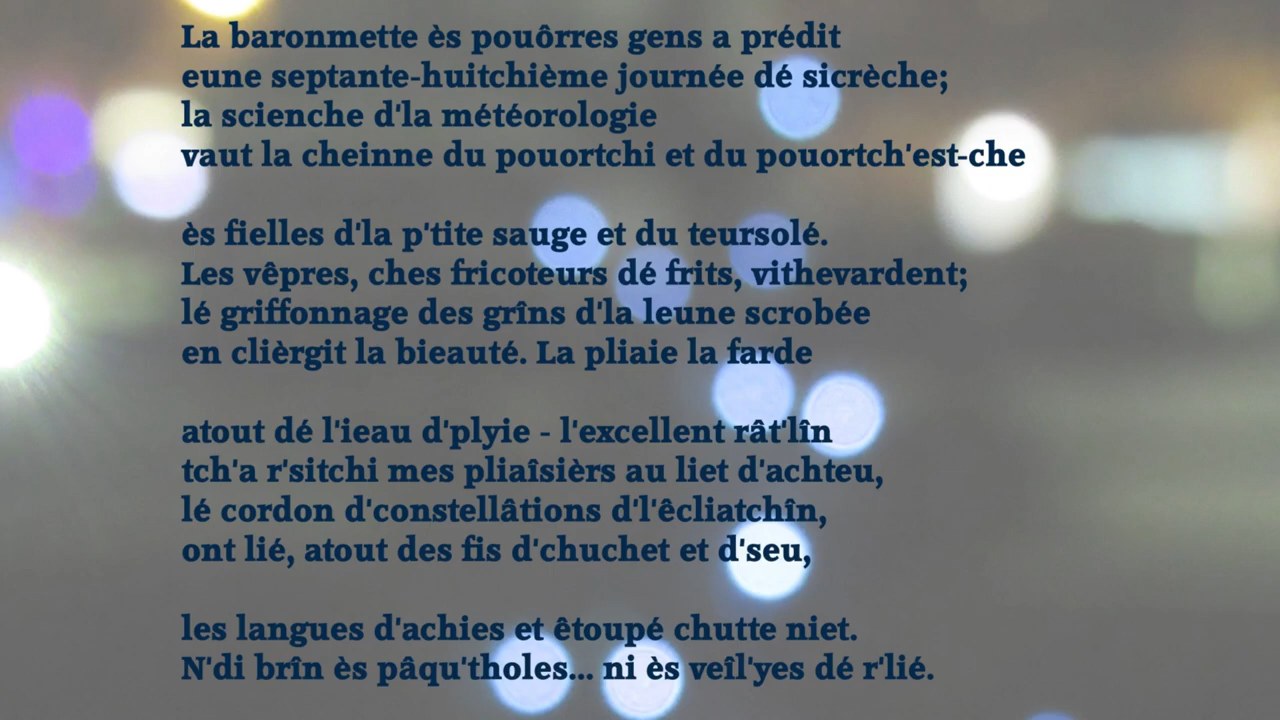 La baronmette ès pouôrres gens a prédit
eune septante-huitchième journée dé sicrèche;
la scienche d'la météorologie
vaut la cheinne du pouortchi et du pouortch'est-che
ès fielles d'la p'tite sauge et du teursolé.
Les vêpres, ches fricoteurs dé frits, vithevardent;
lé griffonnage des grîns d'la leune scrobée
en clièrgit la bieauté. La pliaie la farde
atout dé l'ieau d'plyie - l'excellent rât'lîn
tch'a r'sitchi mes pliaîsièrs au liet d'achteu,
lé cordon d'constellâtions d'l'êcliatchîn,
ont lié, atout des fis d'chuchet et d'seu,
les langues d'achies et êtoupé chutte niet.
N'di brîn ès pâqu'tholes... ni ès veîl'yes dé r'lié.